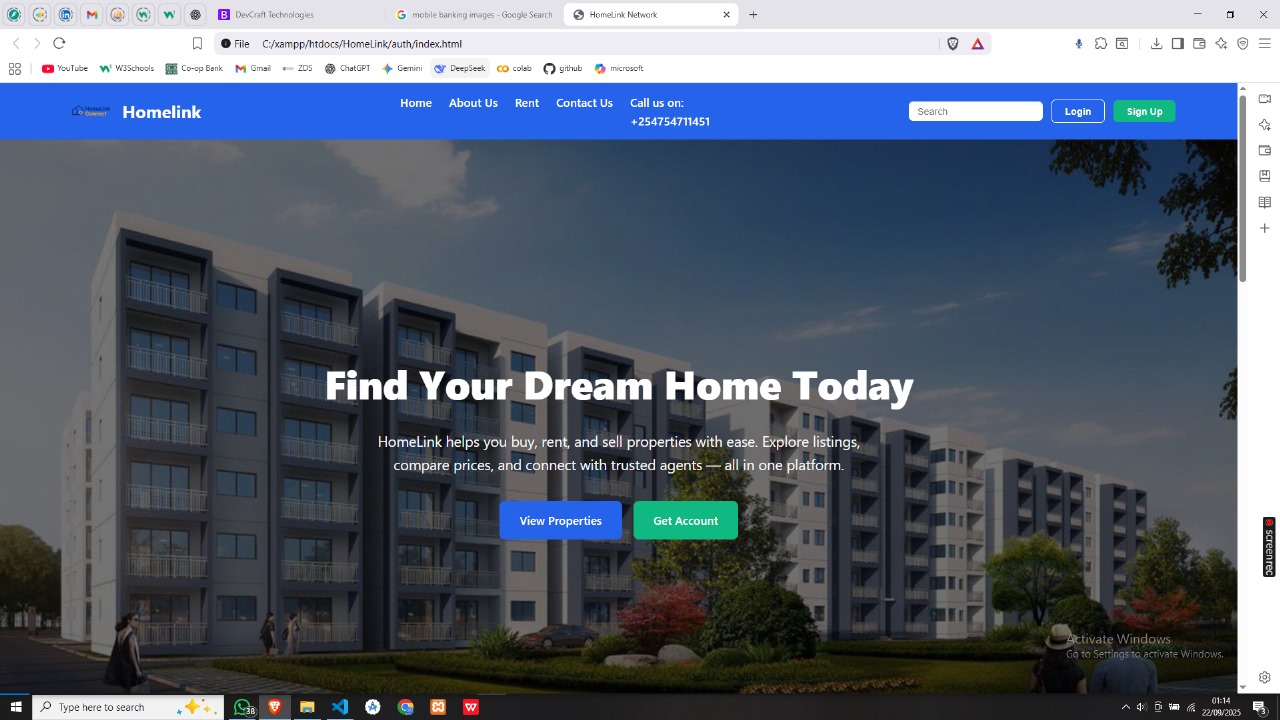 DevCraft Technologies
mobile banking images - Google Search
HomeLink Network
File
C:/xampp/htdocs/HomeLink/auth/index.html
YouTube
W3Schools
Co-op Bank
Gmail
ZDS
ChatGPT
Gemini
DeepSeek
colab
github
microsoft
HomeLink
Connect
Homelink
Home
About Us
Rent
Contact Us
Call us on:
+254754711451
Search
Login
Sign Up
Find Your Dream Home Today
HomeLink helps you buy, rent, and sell properties with ease. Explore listings,
compare prices, and connect with trusted agents — all in one platform.
View Properties
Get Account
screenrec
Activate Windows
Go to Settings to activate Windows.
Type here to search
38
01:14
22/09/2025
3